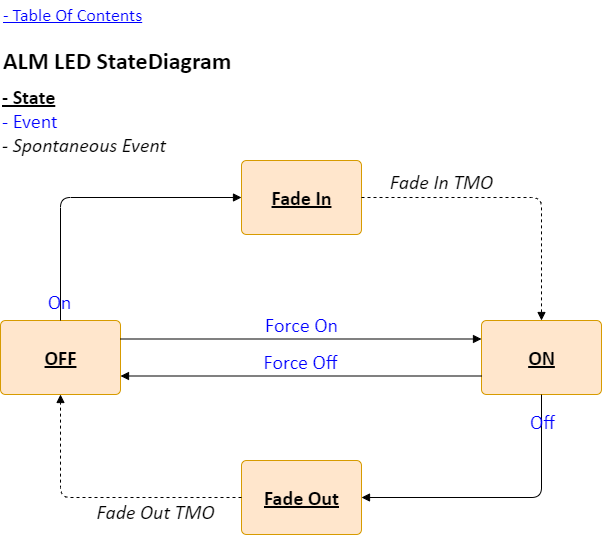 - Table Of Contents
ALM LED StateDiagram
- State
- Event
- Spontaneous Event
Fade In
Fade In TMO
On
OFF
Force On
Force Off
ON
Off
Fade Out
Fade Out TMO